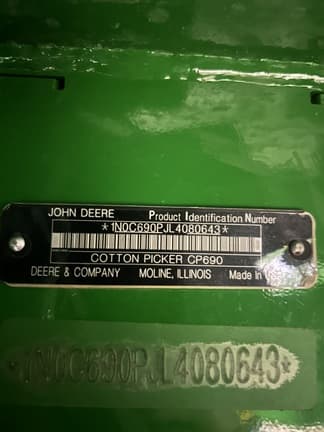 JOHN DEERE Product Identification Number
*1N0C690PJL4080643*
COTTON PICKER CP690
DEERE & COMPANY MOLINE, ILLINOIS Made in
*1N0C690PJL4080643*